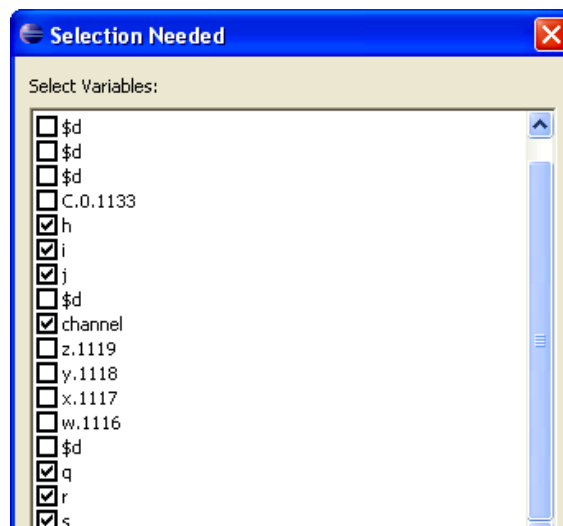 Selection Needed
Select Variables:
$d
$d
$d
C.0.1133
h
i
j
$d
channel
z.1119
y.1118
x.1117
w.1116
$d
q
r
s